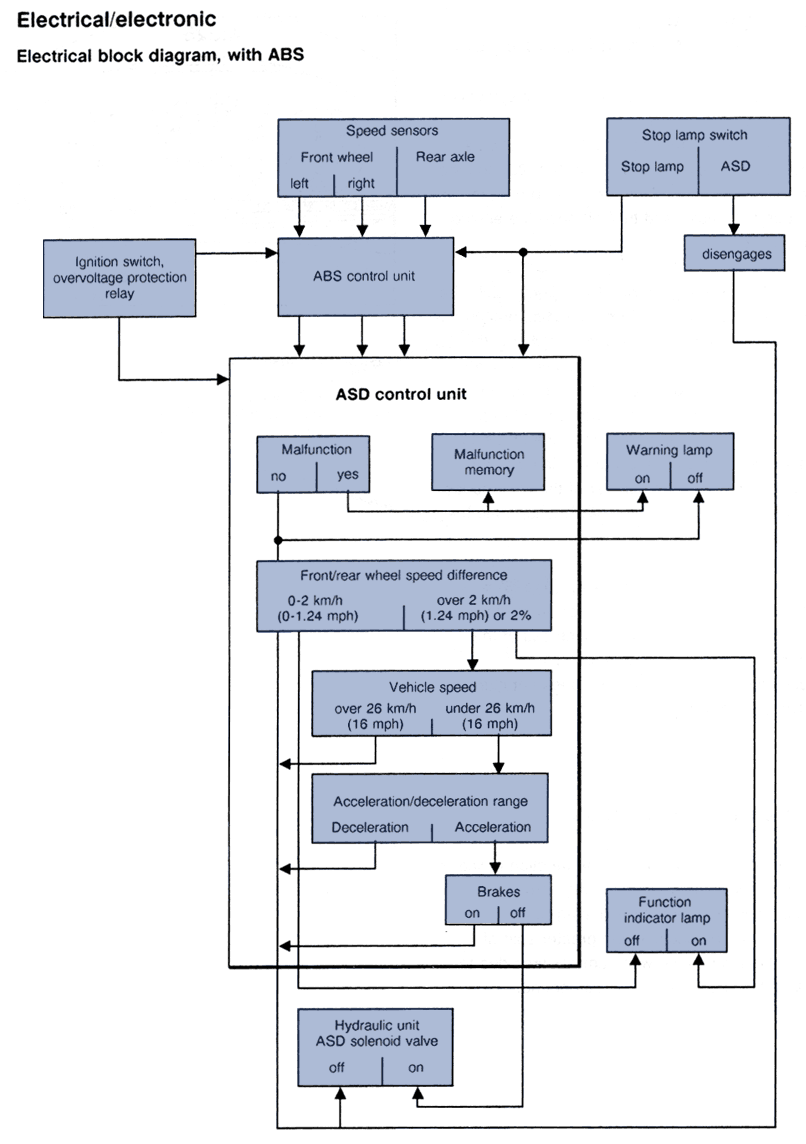 Electrical/electronic
Electrical block diagram, with ABS
Speed sensors
Front wheel
Rear axle
left
right
Stop lamp switch
Stop lamp
ASD
disengages
Ignition switch,
overvoltage protection
relay
ABS control unit
ASD control unit
Malfunction
no
yes
Malfunction
memory
Warning lamp
on
off
Front/rear wheel speed difference
0-2 km/h
(0-1.24 mph)
over 2 km/h
(1.24 mph) or 2%
Vehicle speed
over 26 km/h
(16 mph)
under 26 km/h
(16 mph)
Acceleration/deceleration range
Deceleration
Acceleration
Brakes
on
off
Function
indicator lamp
off
on
Hydraulic unit
ASD solenoid valve
off
on